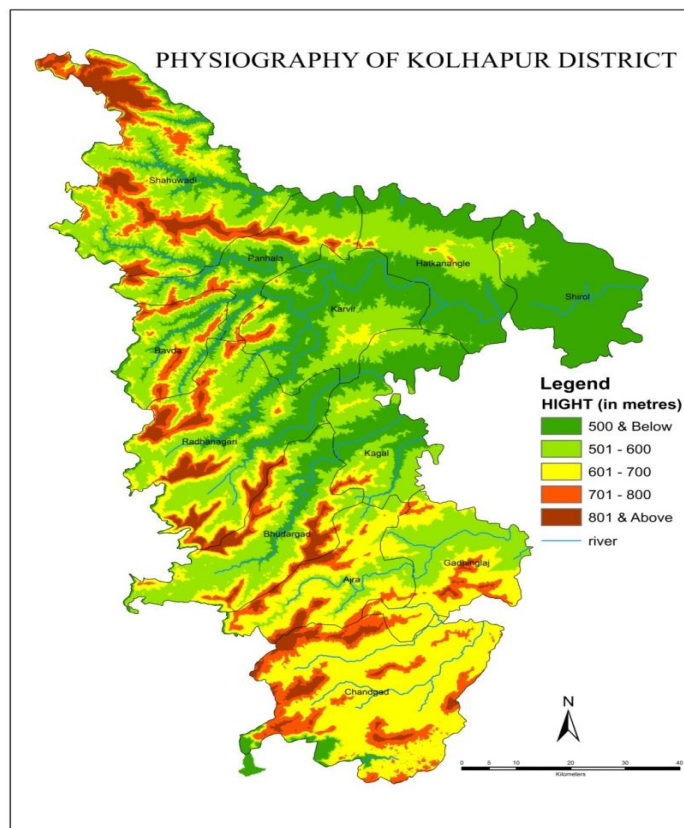 PHYSIOGRAPHY OF KOLHAPUR DISTRICT
Shahuwadi
Panhala
Hatkanangle
Shirol
Karvir
Bavda
Radhanagari
Kagal
Bhudargad
Ajra
Gadhinglaj
Chandgad
Legend
HIGHT (in metres)
500 & Below
501 - 600
601 - 700
701 - 800
801 & Above
river
N
0 5 10 20 30 40
Kilometers